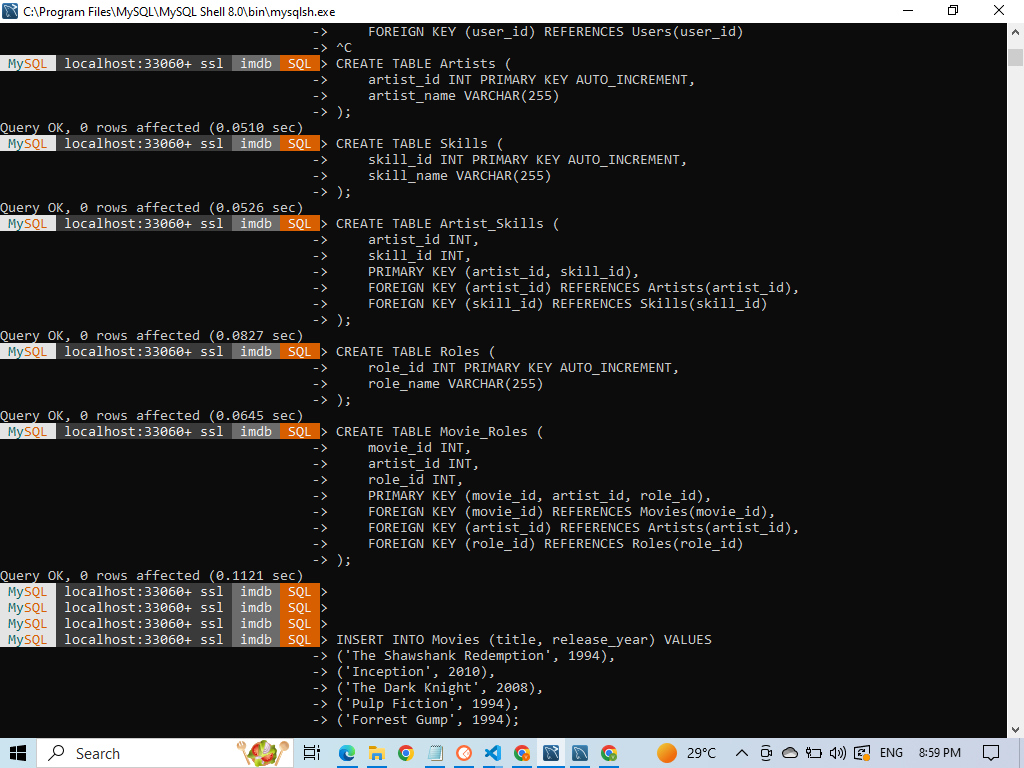 C:\Program Files\MySQL\MySQL Shell 8.0\bin\mysqlsh.exe
->     FOREIGN KEY (user_id) REFERENCES Users(user_id)
-> ^C
MySQL localhost:33060+ ssl imdb SQL > CREATE TABLE Artists (
->     artist_id INT PRIMARY KEY AUTO_INCREMENT,
->     artist_name VARCHAR(255)
-> );
Query OK, 0 rows affected (0.0510 sec)
MySQL localhost:33060+ ssl imdb SQL > CREATE TABLE Skills (
->     skill_id INT PRIMARY KEY AUTO_INCREMENT,
->     skill_name VARCHAR(255)
-> );
Query OK, 0 rows affected (0.0526 sec)
MySQL localhost:33060+ ssl imdb SQL > CREATE TABLE Artist_Skills (
->     artist_id INT,
->     skill_id INT,
->     PRIMARY KEY (artist_id, skill_id),
->     FOREIGN KEY (artist_id) REFERENCES Artists(artist_id),
->     FOREIGN KEY (skill_id) REFERENCES Skills(skill_id)
-> );
Query OK, 0 rows affected (0.0827 sec)
MySQL localhost:33060+ ssl imdb SQL > CREATE TABLE Roles (
->     role_id INT PRIMARY KEY AUTO_INCREMENT,
->     role_name VARCHAR(255)
-> );
Query OK, 0 rows affected (0.0645 sec)
MySQL localhost:33060+ ssl imdb SQL > CREATE TABLE Movie_Roles (
->     movie_id INT,
->     artist_id INT,
->     role_id INT,
->     PRIMARY KEY (movie_id, artist_id, role_id),
->     FOREIGN KEY (movie_id) REFERENCES Movies(movie_id),
->     FOREIGN KEY (artist_id) REFERENCES Artists(artist_id),
->     FOREIGN KEY (role_id) REFERENCES Roles(role_id)
-> );
Query OK, 0 rows affected (0.1121 sec)
MySQL localhost:33060+ ssl imdb SQL >
MySQL localhost:33060+ ssl imdb SQL >
MySQL localhost:33060+ ssl imdb SQL >
MySQL localhost:33060+ ssl imdb SQL > INSERT INTO Movies (title, release_year) VALUES
-> ('The Shawshank Redemption', 1994),
-> ('Inception', 2010),
-> ('The Dark Knight', 2008),
-> ('Pulp Fiction', 1994),
-> ('Forrest Gump', 1994);
Search 29°C ENG 8:59 PM